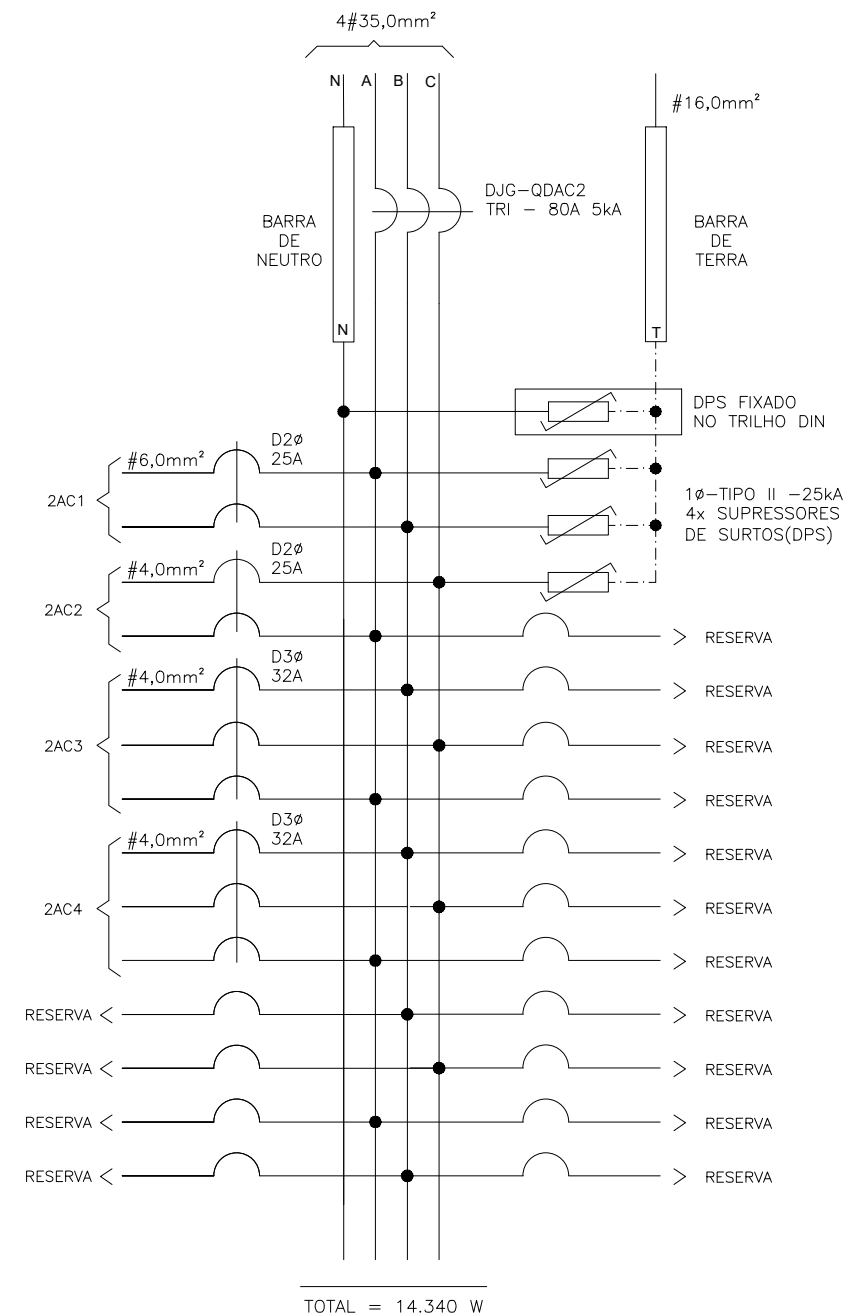 4#35,0mm²
N A B C
#16,0mm²
DJG-QDAC2
TRI - 80A 5kA
BARRA
DE
NEUTRO
BARRA
DE
TERRA
N
T
DPS FIXADO
NO TRILHO DIN
D2ø
25A
#6,0mm²
2AC1
1ø-TIPO II -25kA
4x SUPRESSORES
DE SURTOS(DPS)
D2ø
25A
#4,0mm²
2AC2
RESERVA
D3ø
32A
#4,0mm²
RESERVA
2AC3
RESERVA
RESERVA
D3ø
32A
#4,0mm²
RESERVA
2AC4
RESERVA
RESERVA
RESERVA
RESERVA
RESERVA
RESERVA
RESERVA
RESERVA
RESERVA
RESERVA
TOTAL = 14.340 W